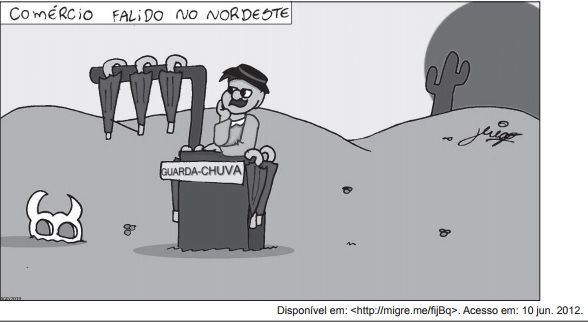 COMÉRCIO FALIDO NO NORDESTE
GUARDA-CHUVA
Disponível em: <http://migre.me/fijBq>. Acesso em: 10 jun. 2012.